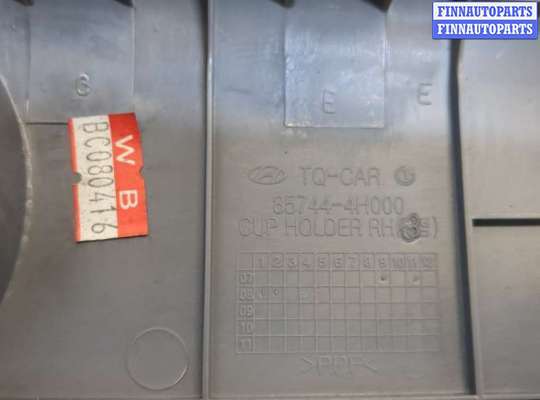 FINNAUTOPARTS
FINNAUTOPARTS
E
E
W B
BC080416
TQ-CAR
85744-4H000
CUP HOLDER RH
1 2 3 4 5 6 7 8 9 10 11 12
07
08
09
10
11